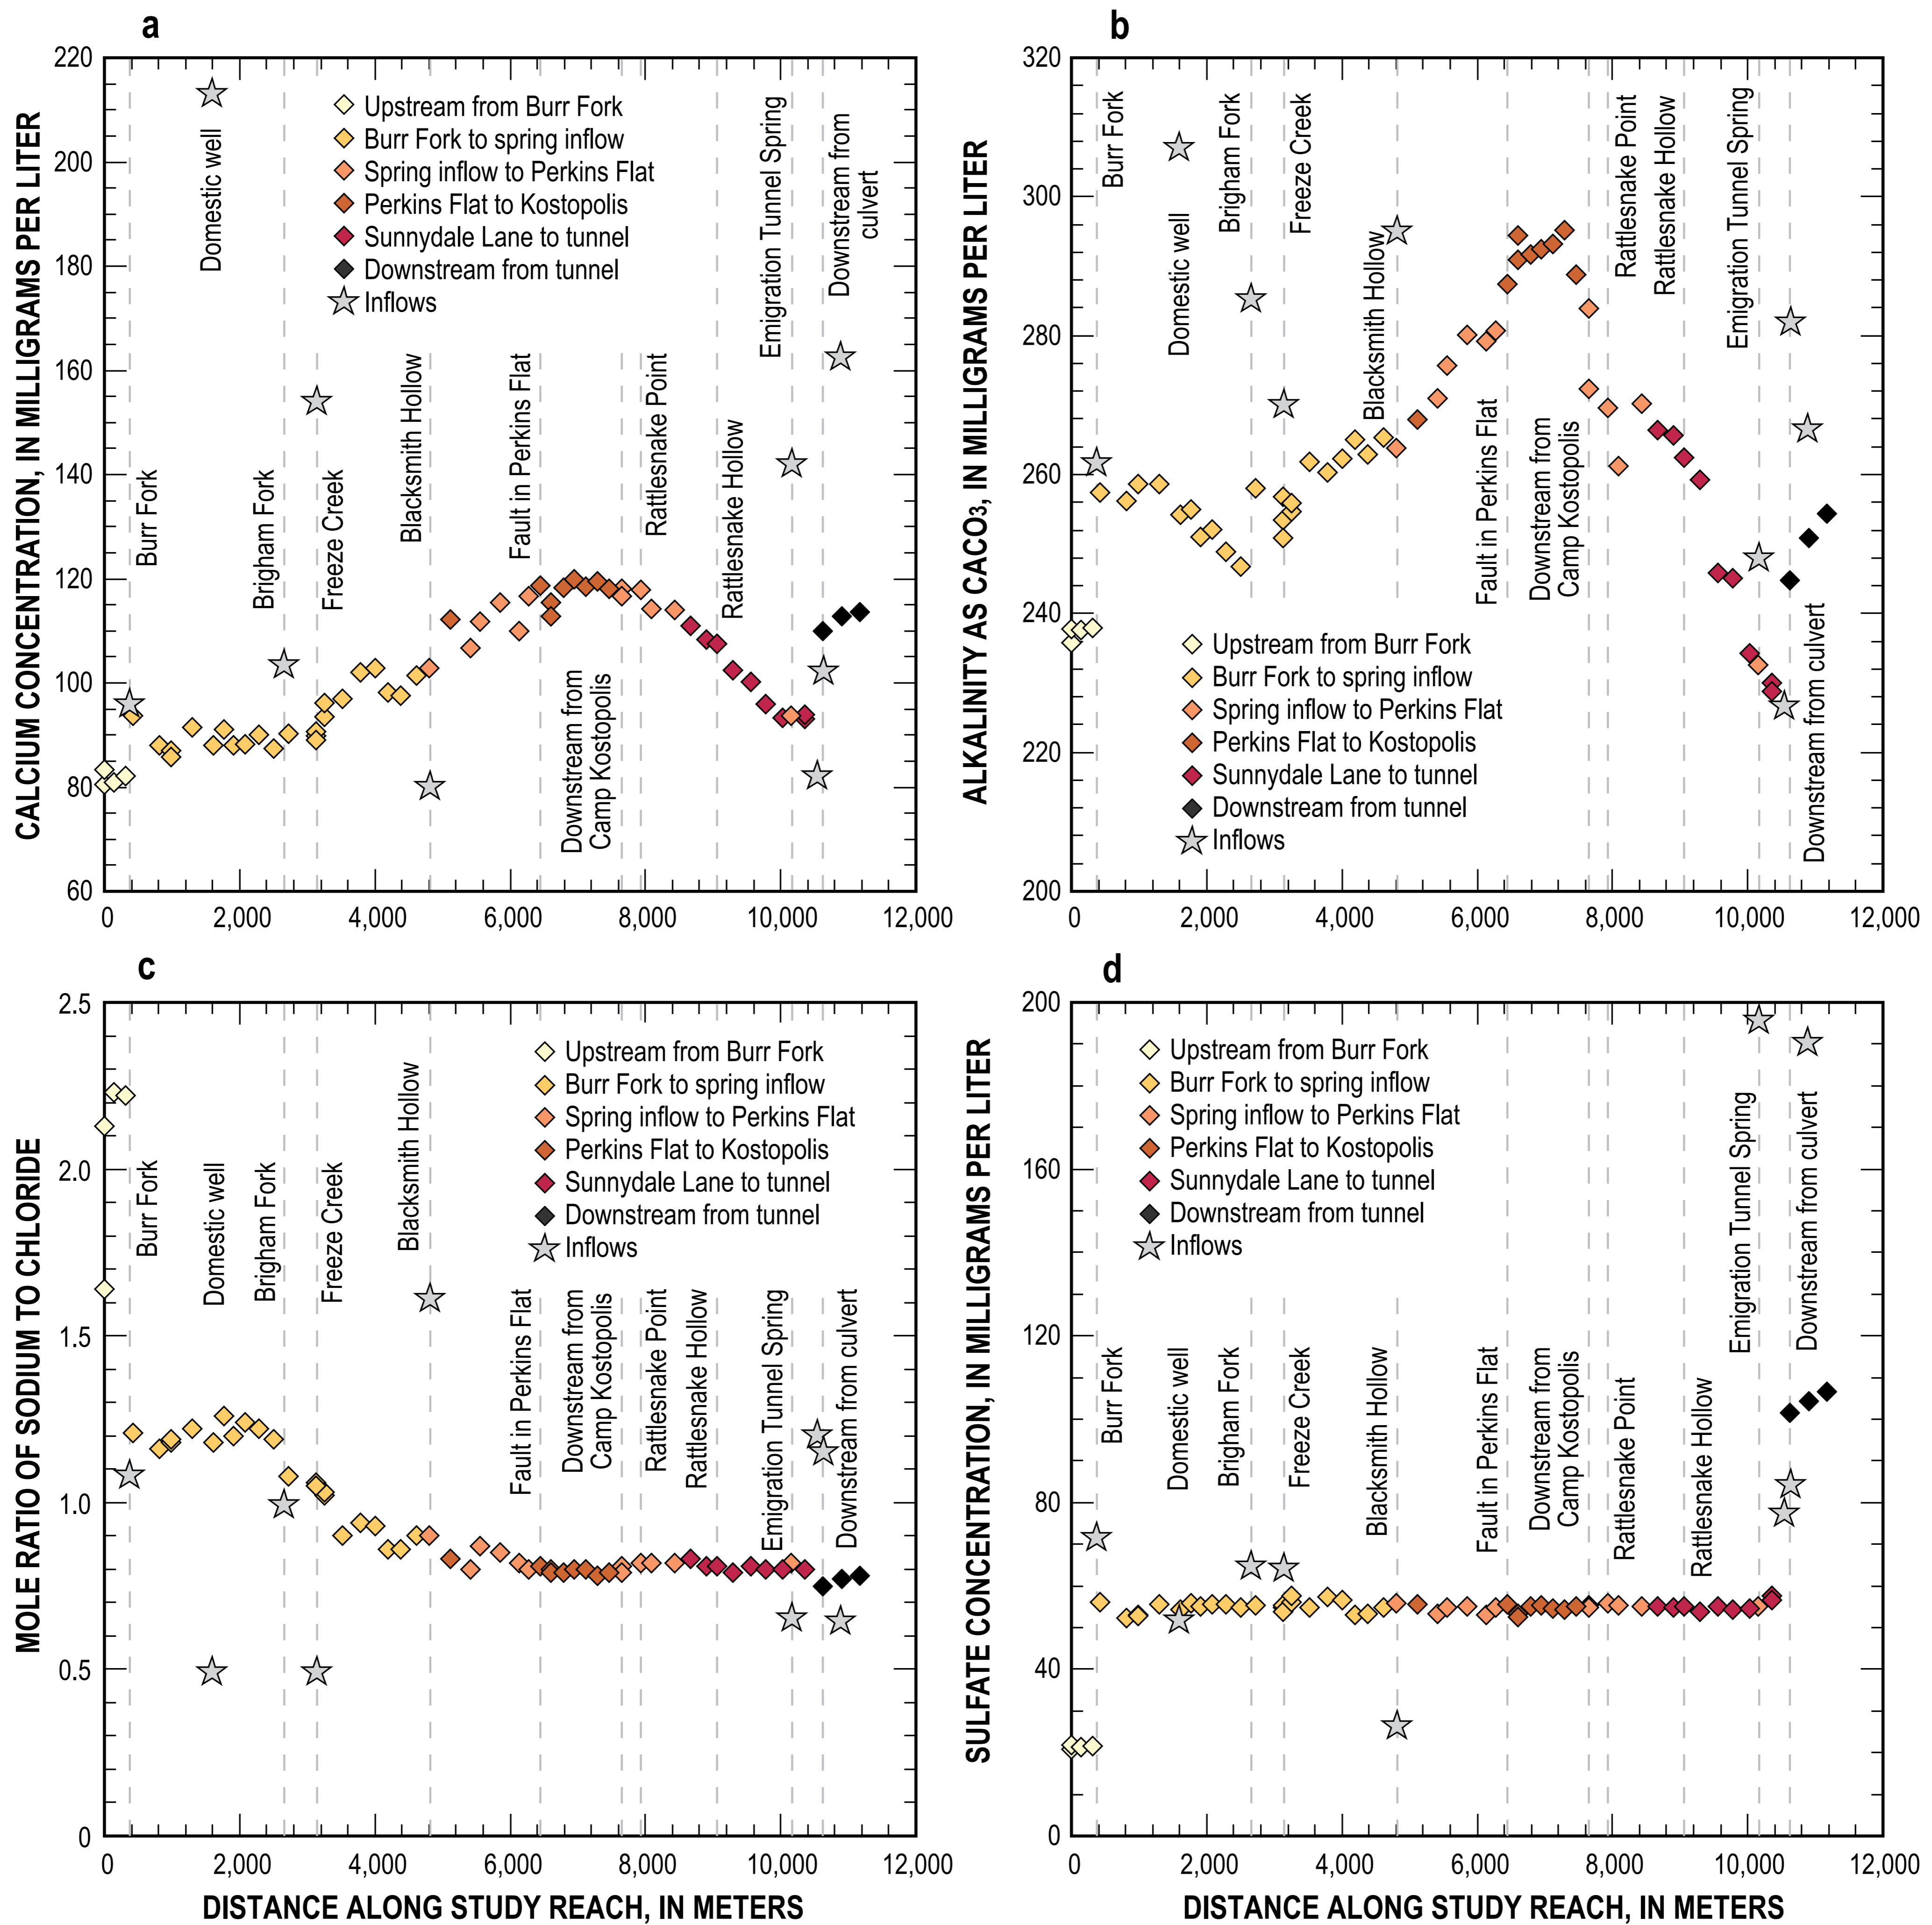 a
CALCIUM CONCENTRATION, IN MILLIGRAMS PER LITER
220
200
180
160
140
120
100
80
60
0
2,000
4,000
6,000
8,000
10,000
12,000
Upstream from Burr Fork
Burr Fork to spring inflow
Spring inflow to Perkins Flat
Perkins Flat to Kostopolis
Sunnydale Lane to tunnel
Downstream from tunnel
Inflows
Burr Fork
Domestic well
Brigham Fork
Freeze Creek
Blacksmith Hollow
Fault in Perkins Flat
Downstream from
Camp Kostopolis
Rattlesnake Point
Rattlesnake Hollow
Emigration Tunnel Spring
Downstream from
culvert
b
ALKALINITY AS CACO3, IN MILLIGRAMS PER LITER
320
300
280
260
240
220
200
0
2,000
4,000
6,000
8,000
10,000
12,000
Burr Fork
Domestic well
Brigham Fork
Freeze Creek
Blacksmith Hollow
Fault in Perkins Flat
Downstream from
Camp Kostopolis
Rattlesnake Point
Rattlesnake Hollow
Emigration Tunnel Spring
Downstream from culvert
Upstream from Burr Fork
Burr Fork to spring inflow
Spring inflow to Perkins Flat
Perkins Flat to Kostopolis
Sunnydale Lane to tunnel
Downstream from tunnel
Inflows
c
MOLE RATIO OF SODIUM TO CHLORIDE
2.5
2.0
1.5
1.0
0.5
0
0
2,000
4,000
6,000
8,000
10,000
12,000
DISTANCE ALONG STUDY REACH, IN METERS
Upstream from Burr Fork
Burr Fork to spring inflow
Spring inflow to Perkins Flat
Perkins Flat to Kostopolis
Sunnydale Lane to tunnel
Downstream from tunnel
Inflows
Burr Fork
Domestic well
Brigham Fork
Freeze Creek
Blacksmith Hollow
Fault in Perkins Flat
Downstream from
Camp Kostopolis
Rattlesnake Point
Rattlesnake Hollow
Emigration Tunnel Spring
Downstream from culvert
d
SULFATE CONCENTRATION, IN MILLIGRAMS PER LITER
200
160
120
80
40
0
0
2,000
4,000
6,000
8,000
10,000
12,000
DISTANCE ALONG STUDY REACH, IN METERS
Upstream from Burr Fork
Burr Fork to spring inflow
Spring inflow to Perkins Flat
Perkins Flat to Kostopolis
Sunnydale Lane to tunnel
Downstream from tunnel
Inflows
Burr Fork
Domestic well
Brigham Fork
Freeze Creek
Blacksmith Hollow
Fault in Perkins Flat
Downstream from
Camp Kostopolis
Rattlesnake Point
Rattlesnake Hollow
Emigration Tunnel Spring
Downstream from culvert